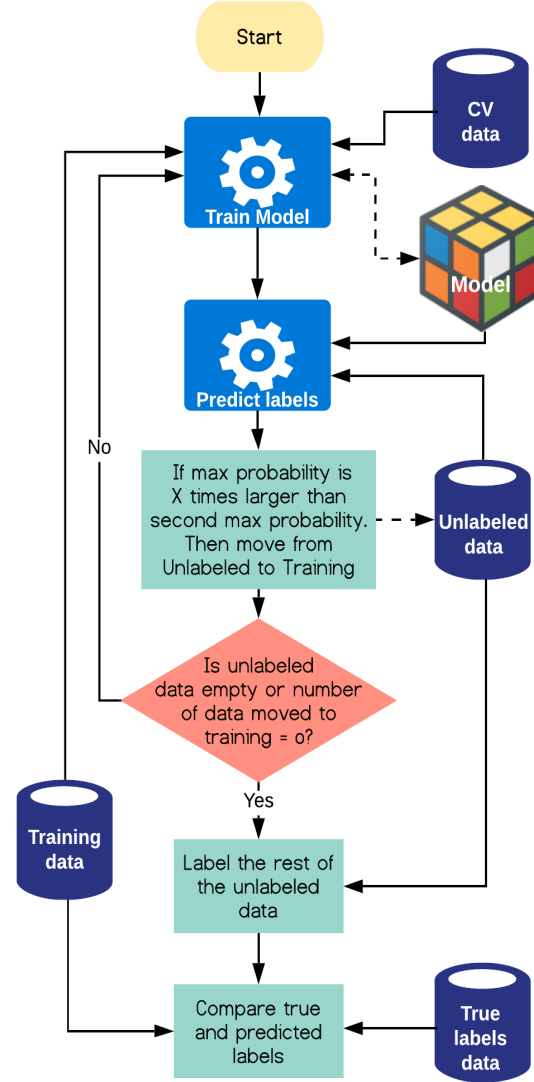 Start
CV
data
Train Model
Model
Predict labels
No
If max probability is
X times larger than
second max probability.
Then move from
Unlabeled to Training
Unlabeled
data
Is unlabeled
data empty or number
of data moved to
training = 0?
Yes
Training
data
Label the rest of
the unlabeled
data
Compare true
and predicted
labels
True
labels
data